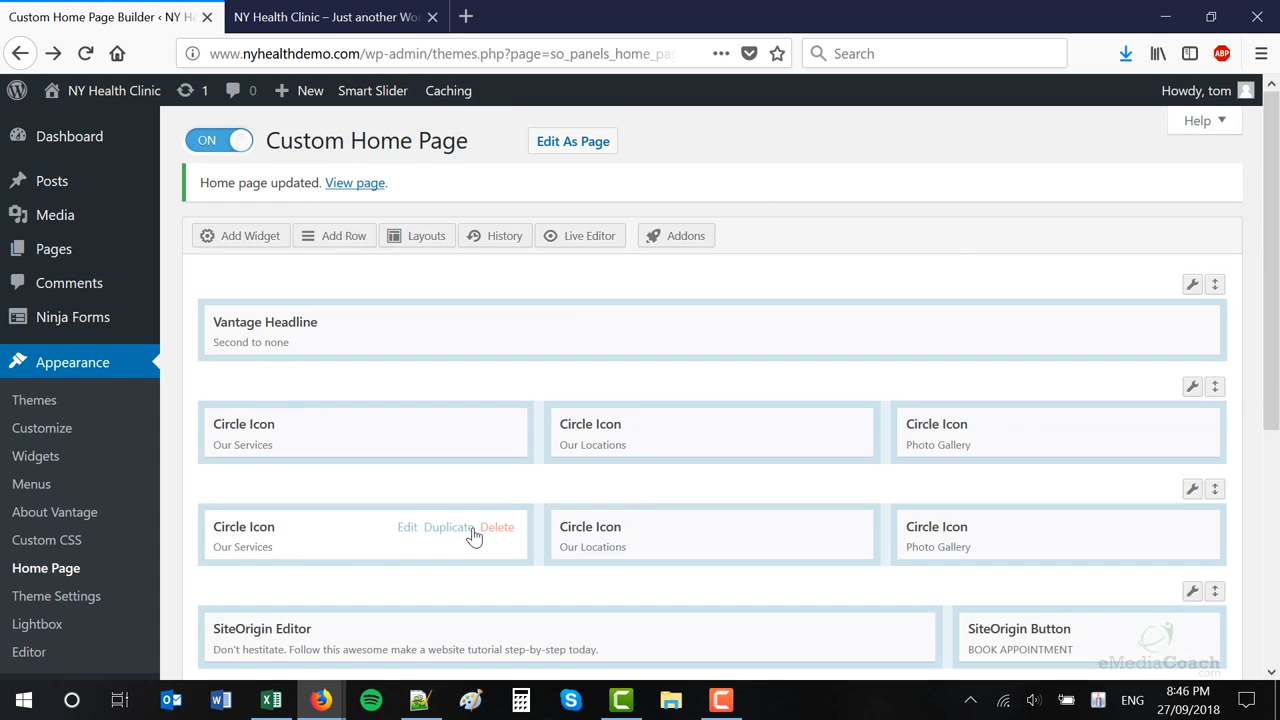 Custom Home Page Builder ‹ NY He
NY Health Clinic – Just another Wor
www.nyhealthdemo.com/wp-admin/themes.php?page=so_panels_home_pa
Search
ABP
NY Health Clinic
1
0
New
Smart Slider
Caching
Howdy, tom
Dashboard
Posts
Media
Pages
Comments
Ninja Forms
Appearance
Themes
Customize
Widgets
Menus
About Vantage
Custom CSS
Home Page
Theme Settings
Lightbox
Editor
Help
ON
Custom Home Page
Edit As Page
Home page updated. View page.
Add Widget
Add Row
Layouts
History
Live Editor
Addons
Vantage Headline
Second to none
Circle Icon
Our Services
Circle Icon
Our Locations
Circle Icon
Photo Gallery
Circle Icon
Edit Duplicate Delete
Our Services
Circle Icon
Our Locations
Circle Icon
Photo Gallery
SiteOrigin Editor
Don't hestitate. Follow this awesome make a website tutorial step-by-step today.
SiteOrigin Button
BOOK APPOINTMENT
eMediaCoach
.com
ENG
8:46 PM
27/09/2018